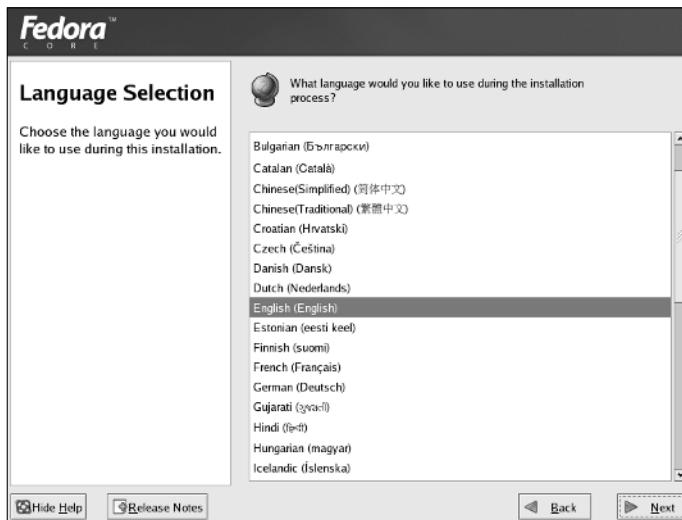 Fedora™
CORE
Language Selection
Choose the language you would
like to use during this installation.
What language would you like to use during the installation
process?
Bulgarian (Български)
Catalan (Català)
Chinese(Simplified) (简体中文)
Chinese(Traditional) (繁體中文)
Croatian (Hrvatski)
Czech (Čeština)
Danish (Dansk)
Dutch (Nederlands)
English (English)
Estonian (eesti keel)
Finnish (suomi)
French (Français)
German (Deutsch)
Gujarati (ગુજરાતી)
Hindi (हिन्दी)
Hungarian (magyar)
Icelandic (Íslenska)
Hide Help
Release Notes
Back
Next